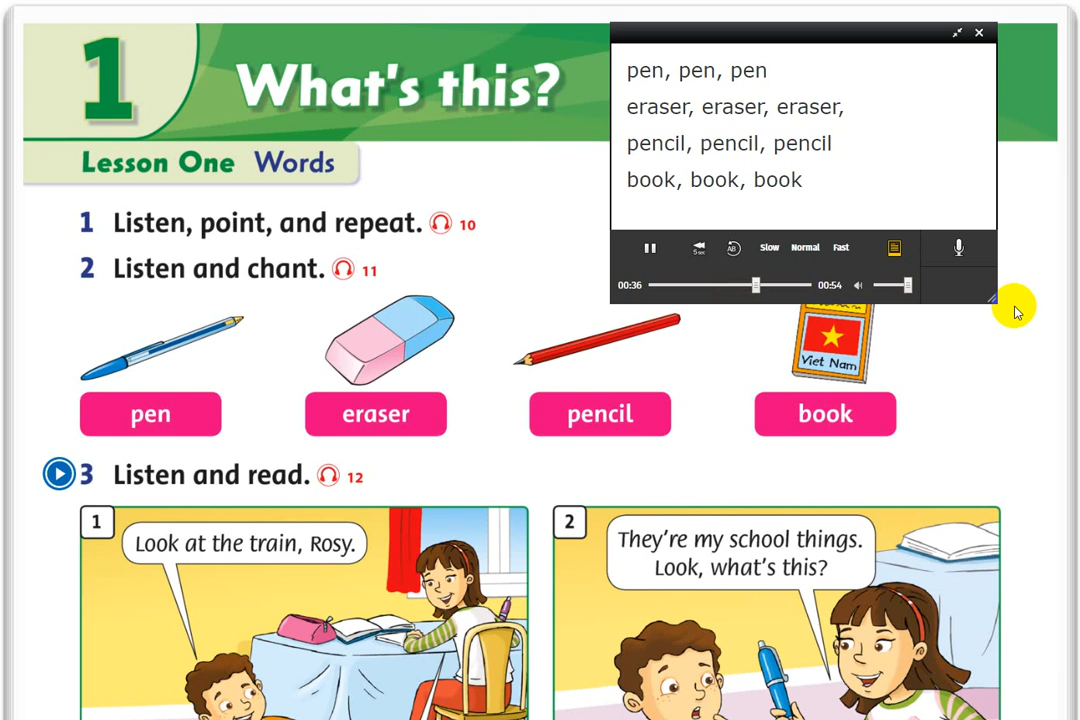 1 What's this?
Lesson One Words
pen, pen, pen
eraser, eraser, eraser,
pencil, pencil, pencil
book, book, book
5 sec
AB
Slow
Normal
Fast
00:36
00:54
1 Listen, point, and repeat. 10
2 Listen and chant. 11
Viet Nam
pen
eraser
pencil
book
3 Listen and read. 12
1
Look at the train, Rosy.
2
They're my school things.
Look, what's this?